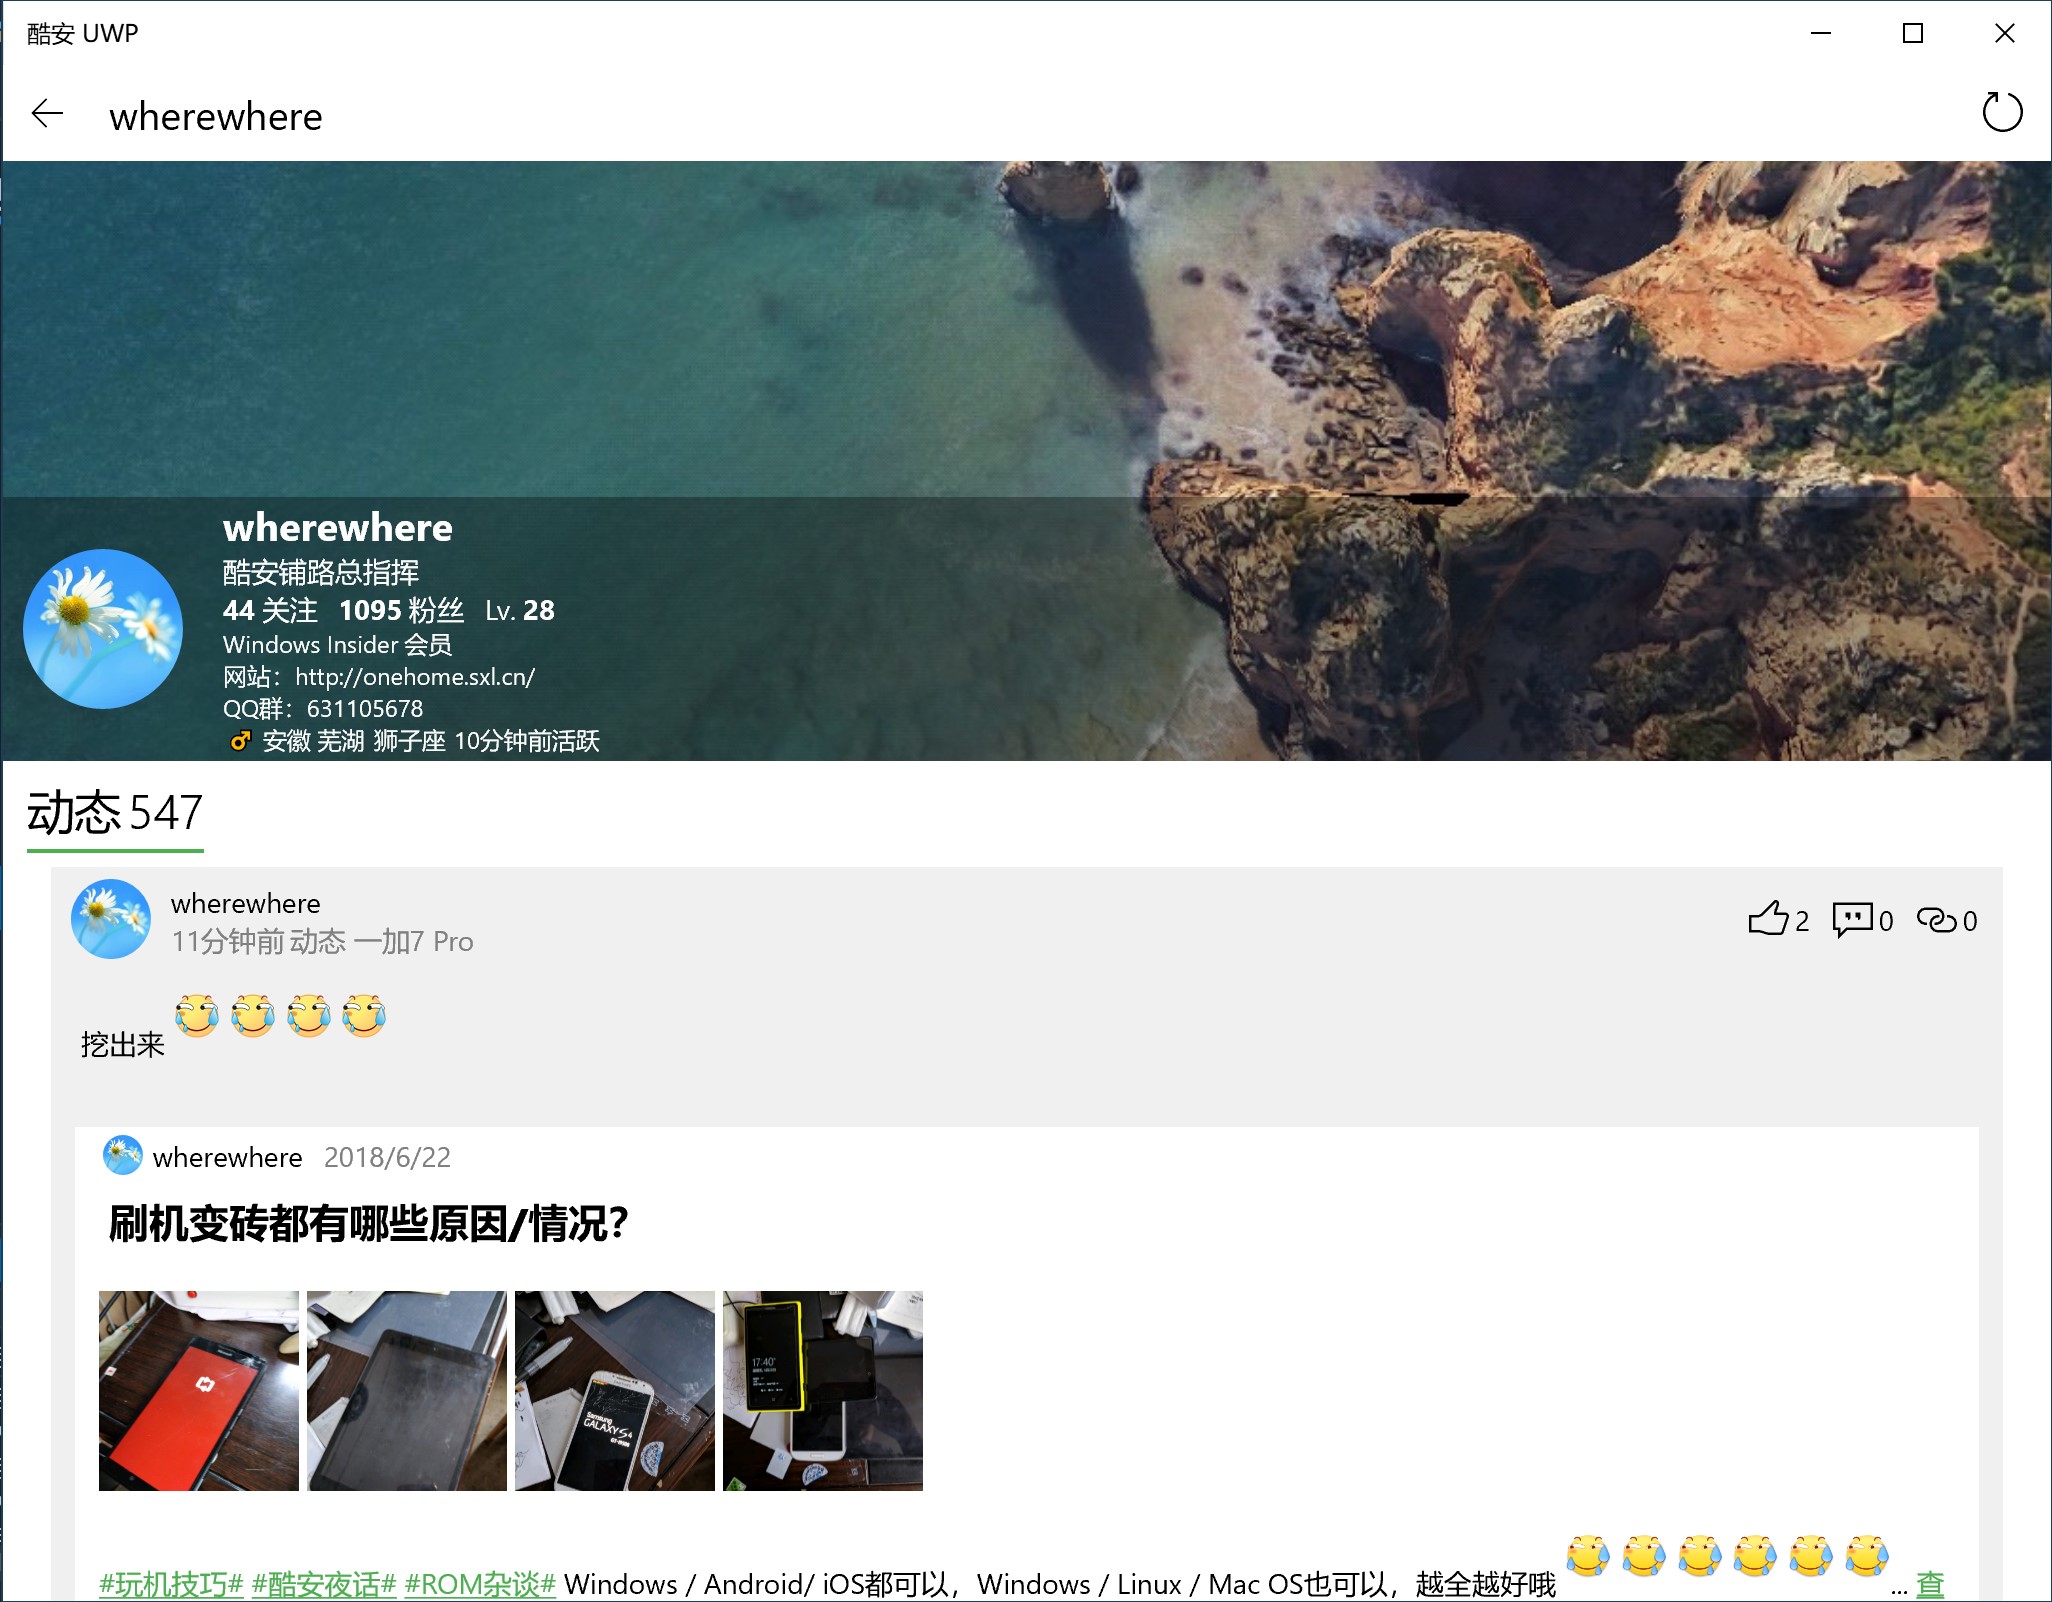 酷安 UWP
wherewhere
wherewhere
酷安铺路总指挥
44 关注 1095 粉丝 Lv. 28
Windows Insider 会员
网站：http://onehome.sxl.cn/
QQ群：631105678
安徽 芜湖 狮子座 10分钟前活跃
动态 547
wherewhere
11分钟前 动态 一加7 Pro
2 0 0
挖出来
wherewhere 2018/6/22
刷机变砖都有哪些原因/情况？
Samsung
GALAXY S4
17:40
#玩机技巧# #酷安夜话# #ROM杂谈# Windows / Android/ iOS都可以，Windows / Linux / Mac OS也可以，越全越好哦 ... 查